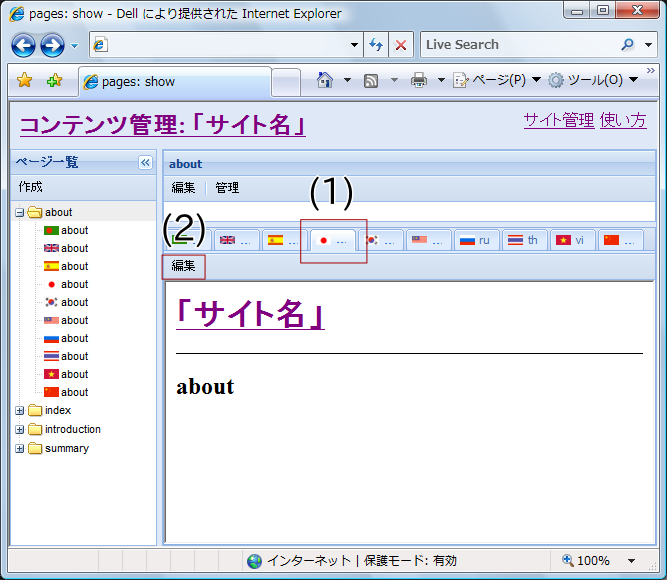 pages: show - Dell により提供された Internet Explorer
Live Search
pages: show
ページ(P) ツール(O) »
コンテンツ管理: 「サイト名」
サイト管理 使い方
ページ一覧 «
作成
about
about
about
about
about
about
about
about
about
about
about
index
introduction
summary
about
編集 管理
(1)
(2)
... ... ... ... ... ... ru th vi ...
編集
「サイト名」
about
インターネット | 保護モード: 有効
100%